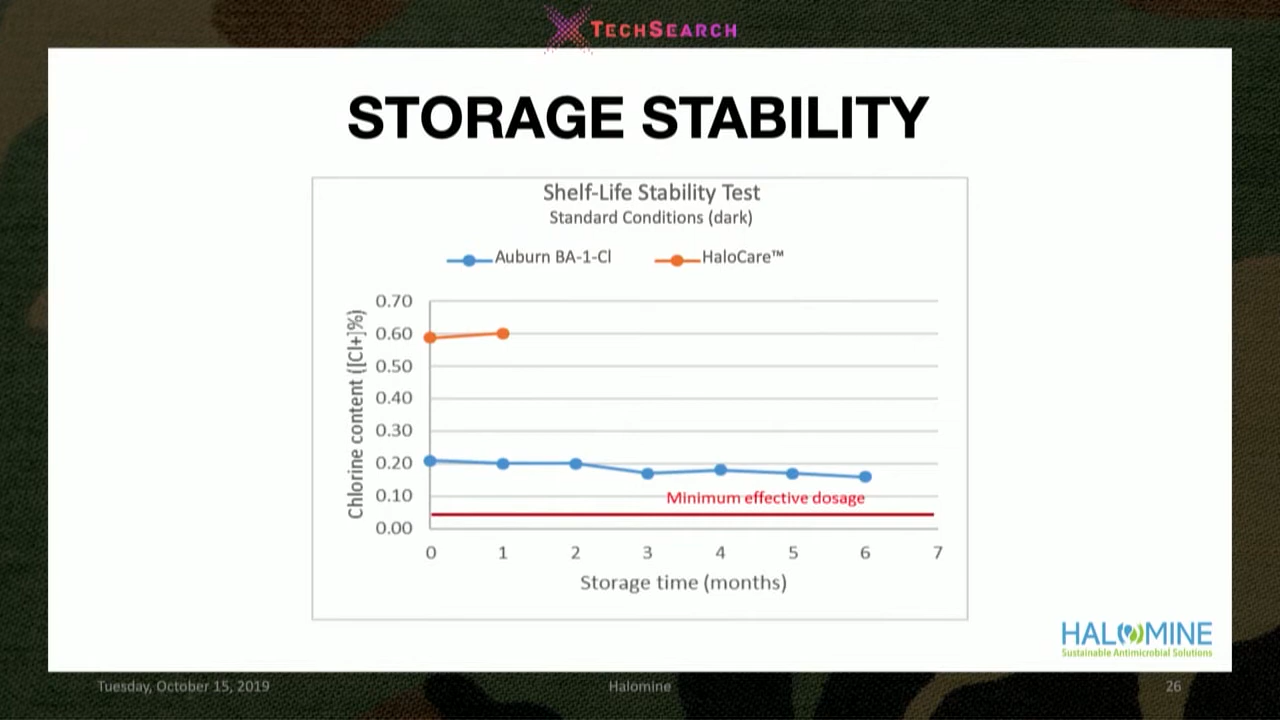 TECHSEARCH
STORAGE STABILITY
Shelf-Life Stability Test
Standard Conditions (dark)
Auburn BA-1-Cl
HaloCare™
Chlorine content ([Cl+]%)
0.70
0.60
0.50
0.40
0.30
0.20
0.10
0.00
Minimum effective dosage
0 1 2 3 4 5 6 7
Storage time (months)
HALOMINE
Sustainable Antimicrobial Solutions
Tuesday, October 15, 2019
Halomine
26